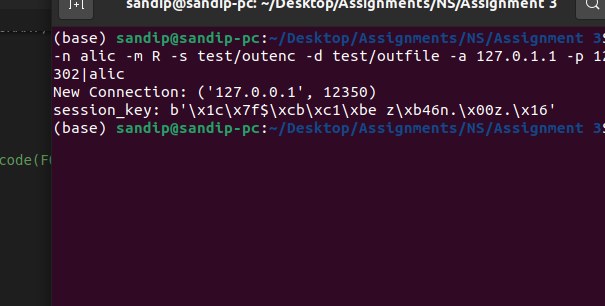 sandip@sandip-pc: ~/Desktop/Assignments/NS/Assignment 3
(base) sandip@sandip-pc:~/Desktop/Assignments/NS/Assignment 3$
-n alic -m R -s test/outenc -d test/outfile -a 127.0.1.1 -p 12
302|alic
New Connection: ('127.0.0.1', 12350)
session_key: b'\x1c\x7f$\xcb\xc1\xbe z\xb46n.\x00z.\x16'
(base) sandip@sandip-pc:~/Desktop/Assignments/NS/Assignment 3$
code(F